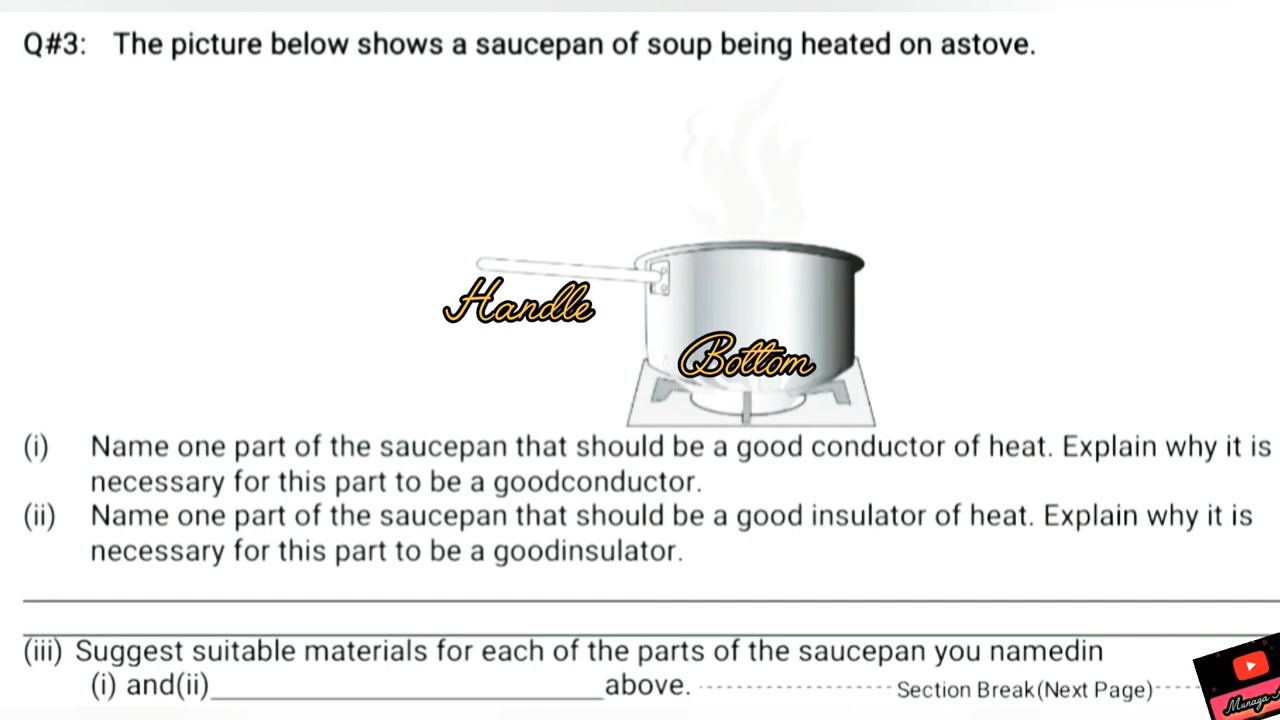 Q#3: The picture below shows a saucepan of soup being heated on astove.
Handle
Bottom
(i) Name one part of the saucepan that should be a good conductor of heat. Explain why it is
necessary for this part to be a goodconductor.
(ii) Name one part of the saucepan that should be a good insulator of heat. Explain why it is
necessary for this part to be a goodinsulator.
(iii) Suggest suitable materials for each of the parts of the saucepan you namedin
(i) and(ii)____________________above. Section Break(Next Page)
Munaga